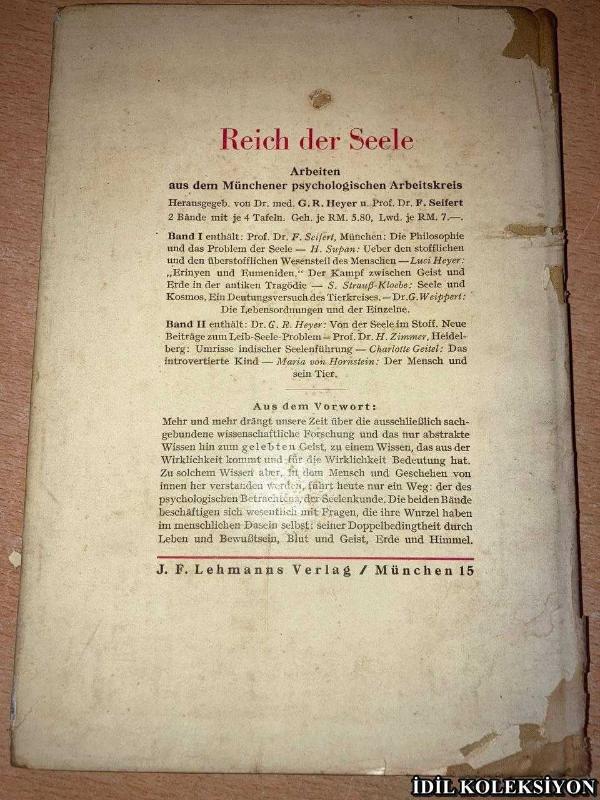 Reich der Seele
Arbeiten
aus dem Münchener psychologischen Arbeitskreis
Herausgegeb. von Dr. med. G. R. Heyer u. Prof. Dr. F. Seifert
2 Bände mit je 4 Tafeln. Geh. je RM. 5.80, Lwd. je RM. 7.—.
Band I enthält: Prof. Dr. F. Seifert, München: Die Philosophie
und das Problem der Seele — H. Supan: Ueber den stofflichen
und den überstofflichen Wesensteil des Menschen — Luci Heyer:
„Erinyen und Eumeniden.“ Der Kampf zwischen Geist und
Erde in der antiken Tragödie — S. Strauß-Kloebe: Seele und
Kosmos, Ein Deutungsversuch des Tierkreises. — Dr. G. Weippert:
Die Lebensordnungen und der Einzelne.
Band II enthält: Dr. G. R. Heyer: Von der Seele im Stoff. Neue
Beiträge zum Leib-Seele-Problem — Prof. Dr. H. Zimmer, Heidel-
berg: Umrisse indischer Seelenführung — Charlotte Geitel: Das
introvertierte Kind — Maria von Hornstein: Der Mensch und
sein Tier.
Aus dem Vorwort:
Mehr und mehr drängt unsere Zeit über die ausschließlich sach-
gebundene wissenschaftliche Forschung und das nur abstrakte
Wissen hin zum gelebten Geist, zu einem Wissen, das aus der
Wirklichkeit kommt und für die Wirklichkeit Bedeutung hat.
Zu solchem Wissen aber, in dem Mensch und Geschehen von
innen her verstanden werden, führt heute nur ein Weg: der des
psychologischen Betrachtens, der Seelenkunde. Die beiden Bände
beschäftigen sich wesentlich mit Fragen, die ihre Wurzel haben
im menschlichen Dasein selbst: seiner Doppelbedingtheit durch
Leben und Bewußtsein, Blut und Geist, Erde und Himmel.
J. F. Lehmanns Verlag / München 15
İDİL KOLEKSİYON